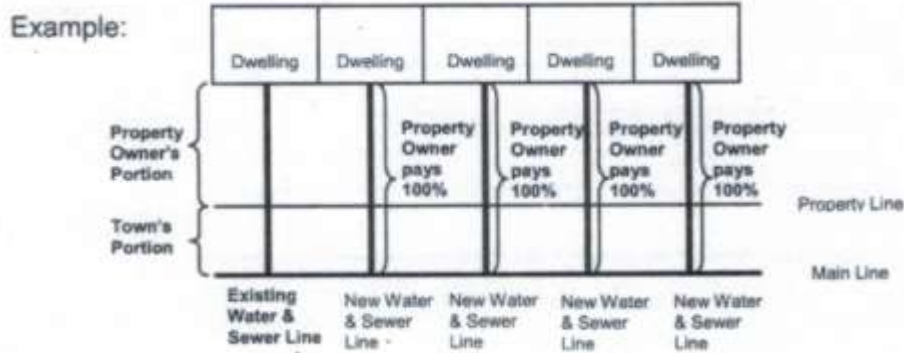 Example:
Dwelling Dwelling Dwelling Dwelling Dwelling
Property
Owner's
Portion
Property
Owner
pays
100%
Property
Owner
pays
100%
Property
Owner
pays
100%
Property
Owner
pays
100%
Property Line
Town's
Portion
Main Line
Existing
Water &
Sewer Line
New Water
& Sewer
Line
New Water
& Sewer
Line
New Water
& Sewer
Line
New Water
& Sewer
Line